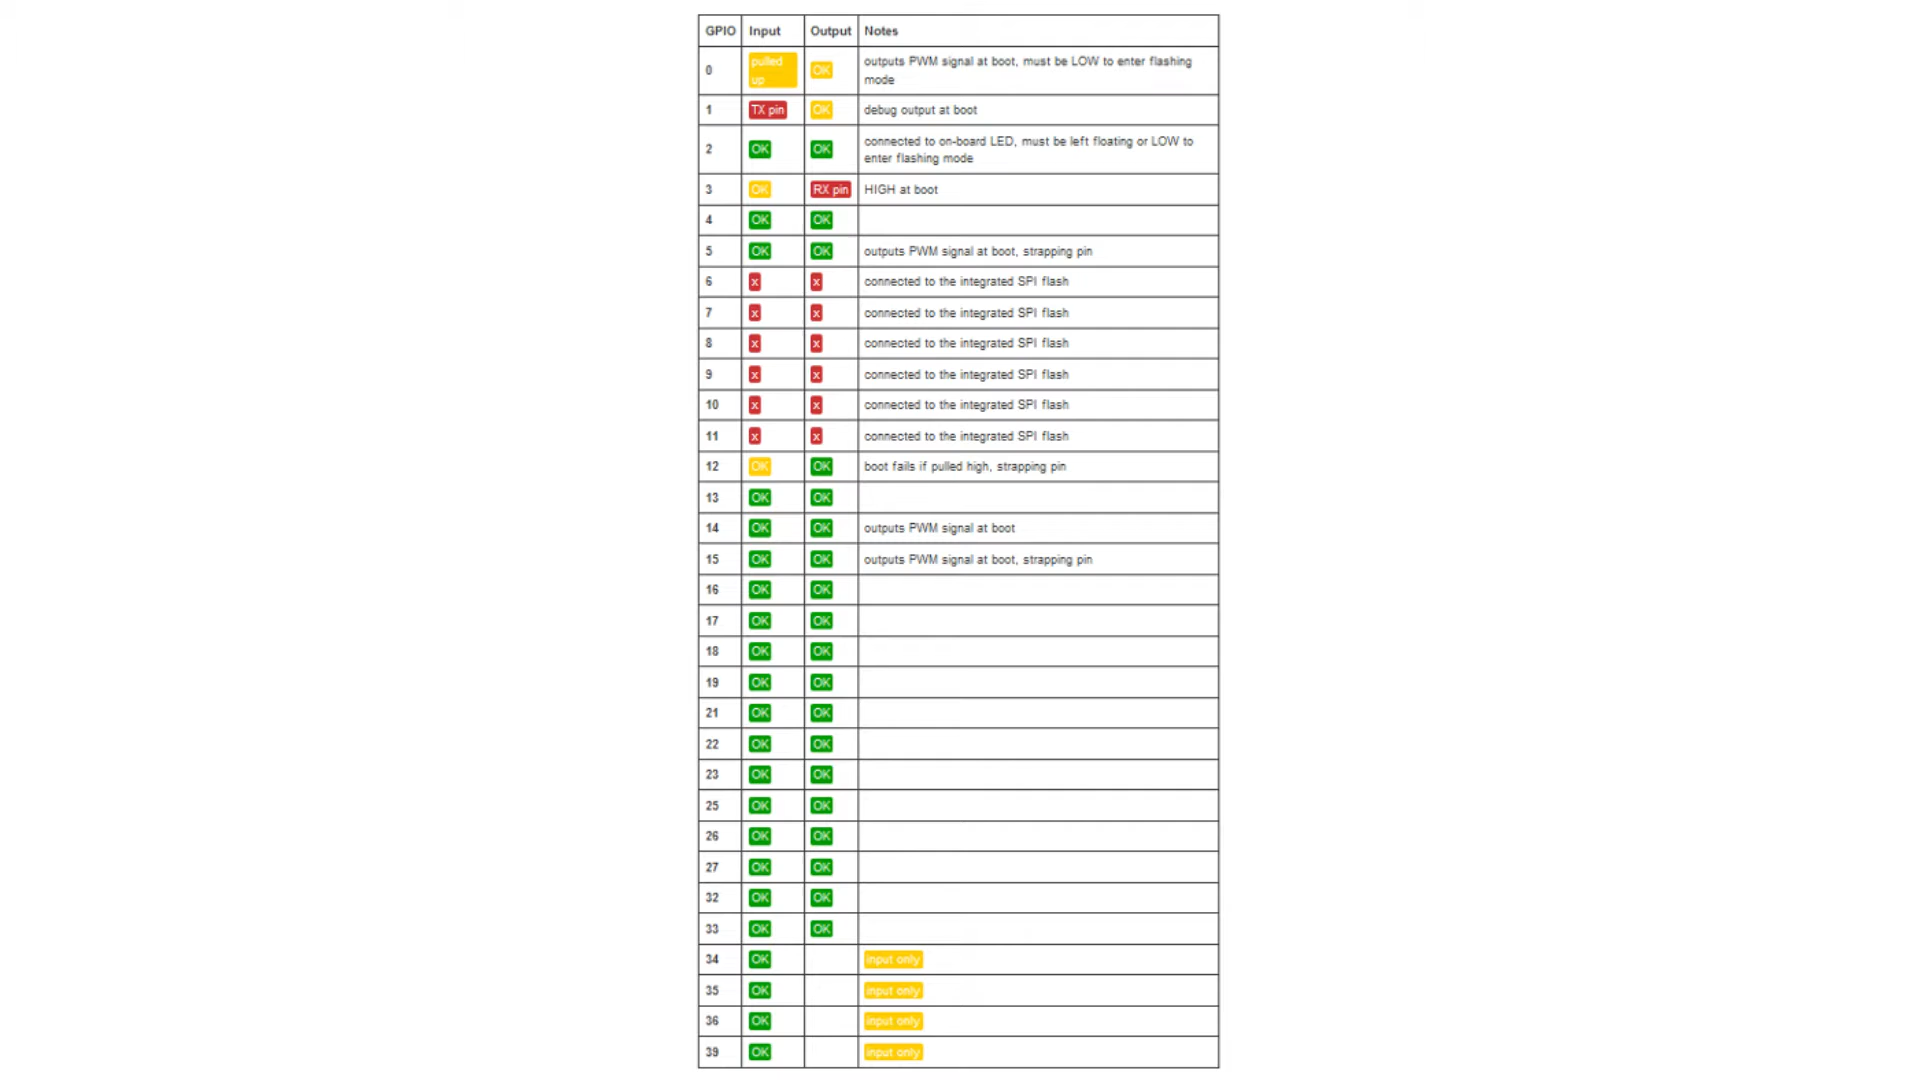 GPIO Input Output Notes
0 pulled up OK outputs PWM signal at boot, must be LOW to enter flashing
mode
1 TX pin OK debug output at boot
2 OK OK connected to on-board LED, must be left floating or LOW to
enter flashing mode
3 OK RX pin HIGH at boot
4 OK OK
5 OK OK outputs PWM signal at boot, strapping pin
6 x x connected to the integrated SPI flash
7 x x connected to the integrated SPI flash
8 x x connected to the integrated SPI flash
9 x x connected to the integrated SPI flash
10 x x connected to the integrated SPI flash
11 x x connected to the integrated SPI flash
12 OK OK boot fails if pulled high, strapping pin
13 OK OK
14 OK OK outputs PWM signal at boot
15 OK OK outputs PWM signal at boot, strapping pin
16 OK OK
17 OK OK
18 OK OK
19 OK OK
21 OK OK
22 OK OK
23 OK OK
25 OK OK
26 OK OK
27 OK OK
32 OK OK
33 OK OK
34 OK input only
35 OK input only
36 OK input only
39 OK input only